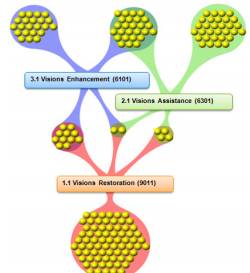 3.1 Visions Enhancement (6101)
2.1 Visions Assistance (6301)
1.1 Visions Restoration (9011)